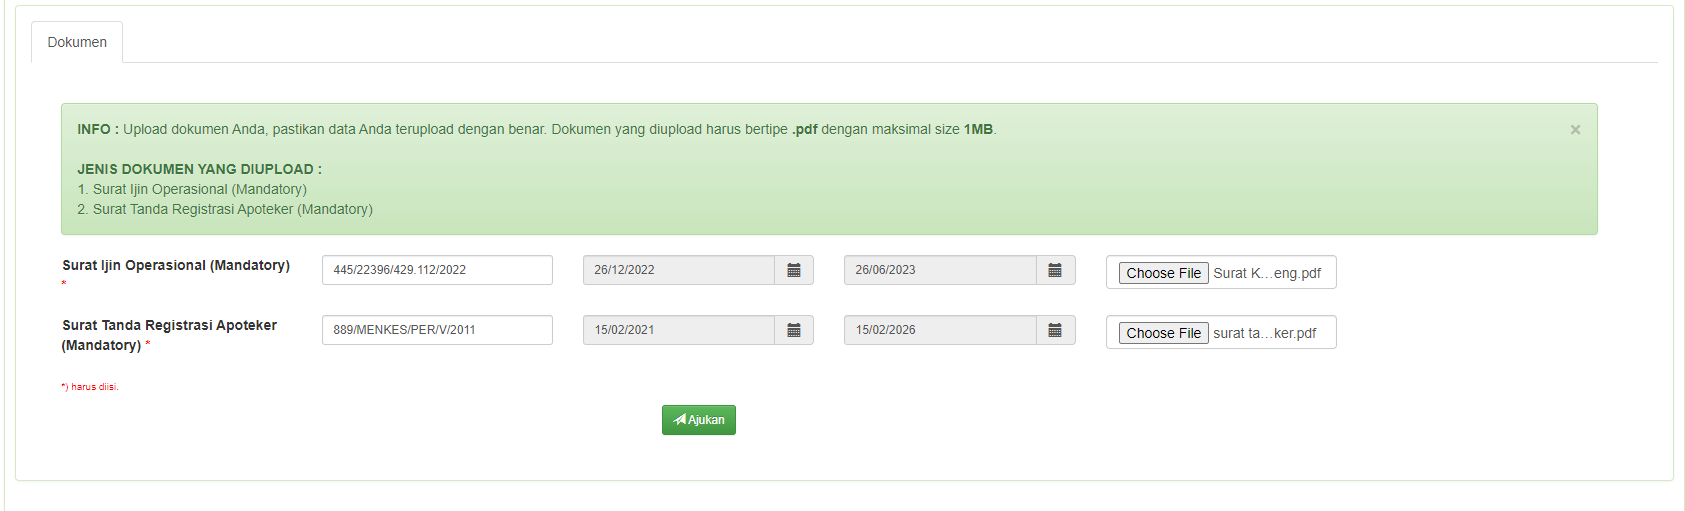 Dokumen
INFO : Upload dokumen Anda, pastikan data Anda terupload dengan benar. Dokumen yang diupload harus bertipe .pdf dengan maksimal size 1MB.
×
JENIS DOKUMEN YANG DIUPLOAD :
1. Surat Ijin Operasional (Mandatory)
2. Surat Tanda Registrasi Apoteker (Mandatory)
Surat Ijin Operasional (Mandatory) 445/22396/429.112/2022 26/12/2022 26/06/2023 Choose File Surat K...eng.pdf
*
Surat Tanda Registrasi Apoteker 889/MENKES/PER/V/2011 15/02/2021 15/02/2026 Choose File surat ta...ker.pdf
(Mandatory) *
*) harus diisi.
Ajukan